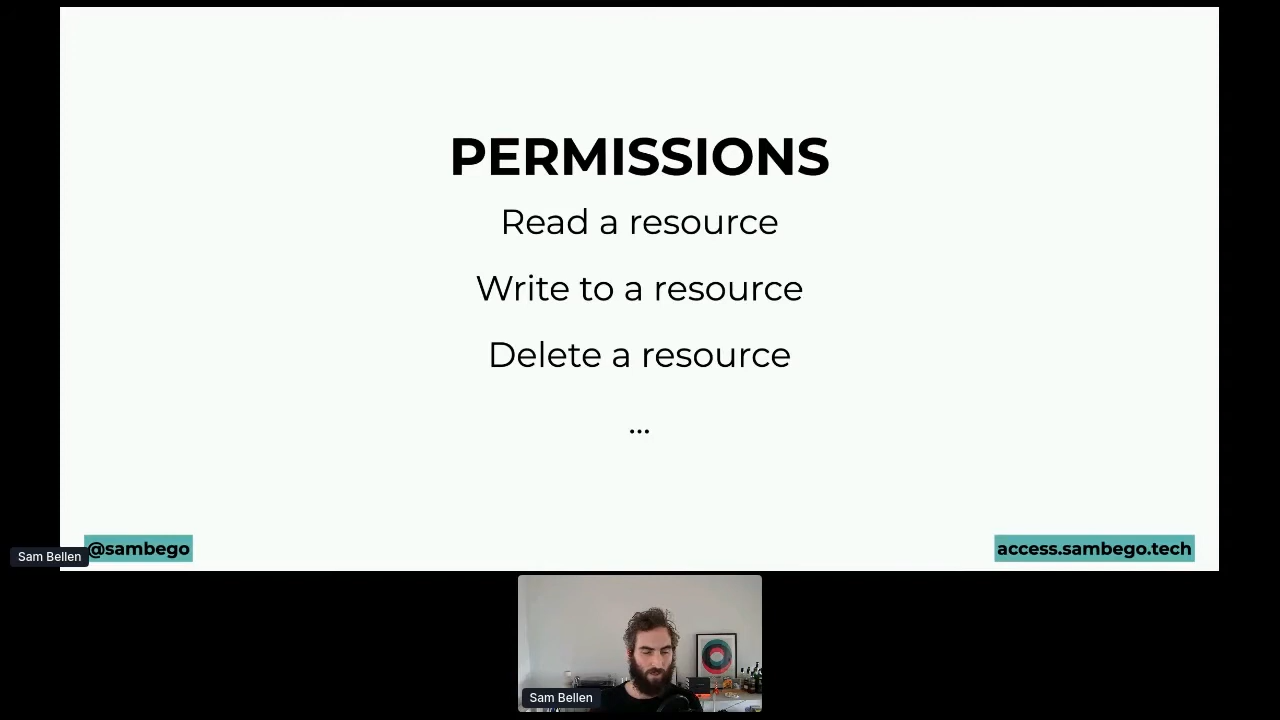 PERMISSIONS
Read a resource
Write to a resource
Delete a resource
...
@sambego
access.sambego.tech
Sam Bellen
Sam Bellen